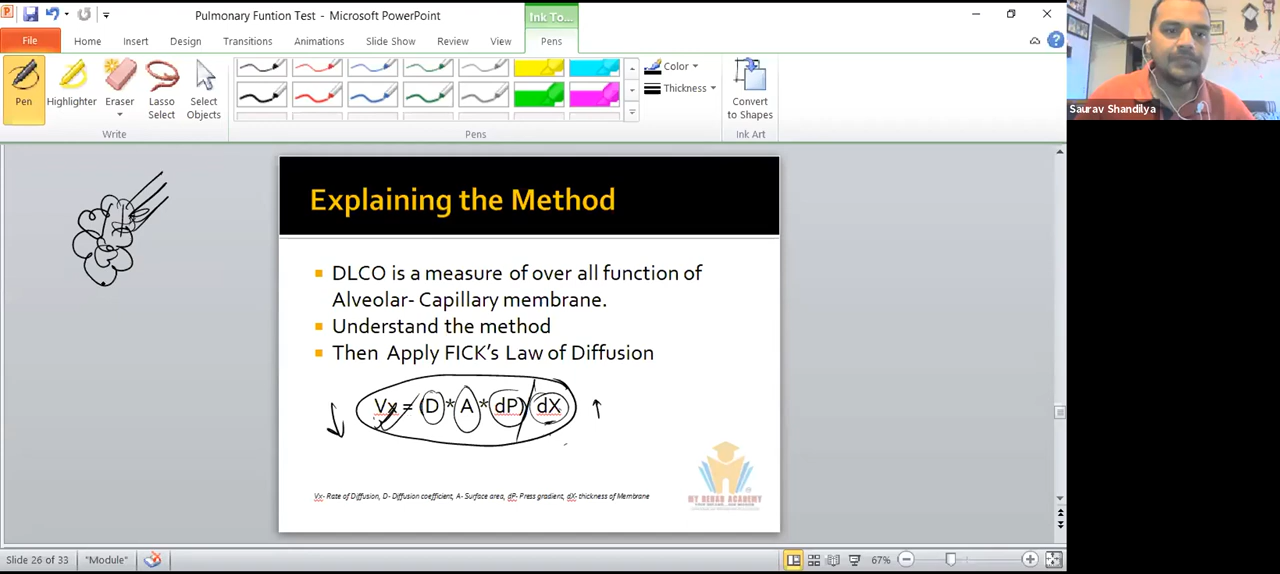 Pulmonary Funtion Test - Microsoft PowerPoint
Ink To...
File Home Insert Design Transitions Animations Slide Show Review View Pens
Pen Highlighter Eraser Lasso Select Select Objects
Color
Thickness
Convert to Shapes
Write Pens Ink Art
Saurav Shandilya
Explaining the Method
DLCO is a measure of over all function of
Alveolar- Capillary membrane.
Understand the method
Then Apply FICK's Law of Diffusion
Vx = (D*A*dP)/dX
Vx- Rate of Diffusion, D- Diffusion coefficient, A- Surface area, dP- Press gradient, dX- thickness of Membrane
MY REHAB ACADEMY
Slide 26 of 33 "Module" 67%